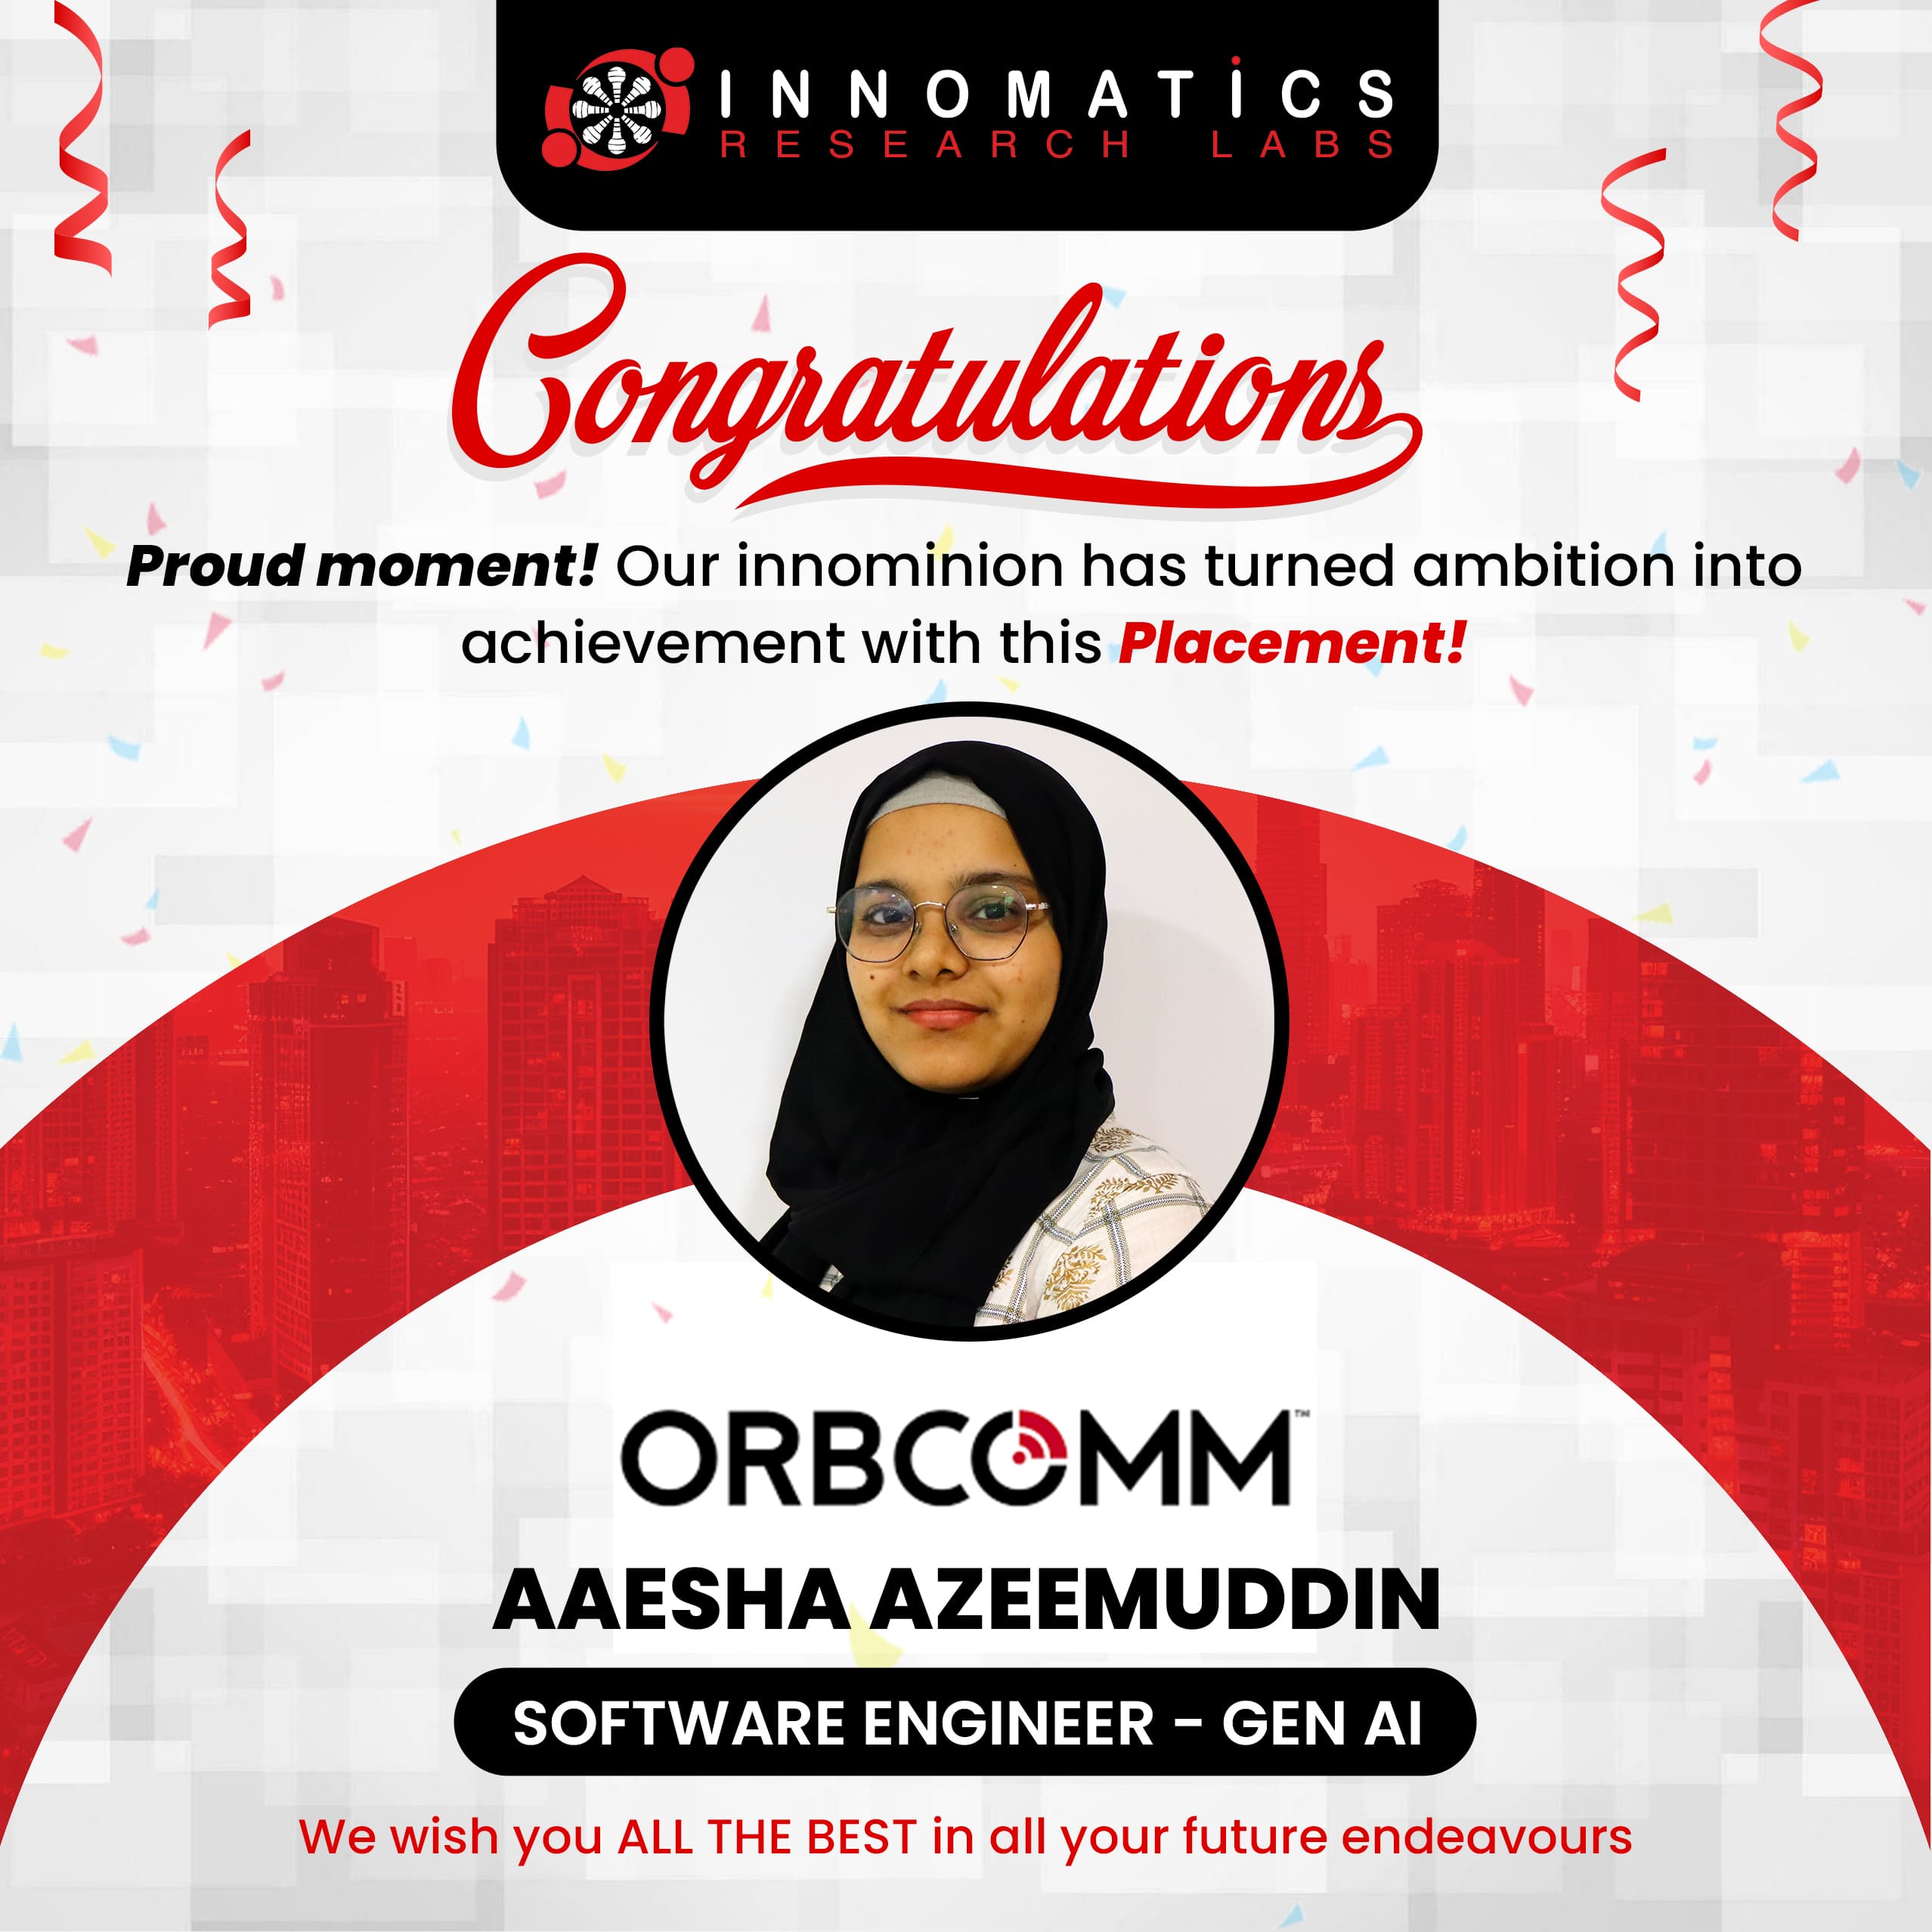 INNOMATICS
RESEARCH LABS
Congratulations
Proud moment! Our innominion has turned ambition into
achievement with this Placement!
ORBCOMM™
AAESHA AZEEMUDDIN
SOFTWARE ENGINEER – GEN AI
We wish you ALL THE BEST in all your future endeavours